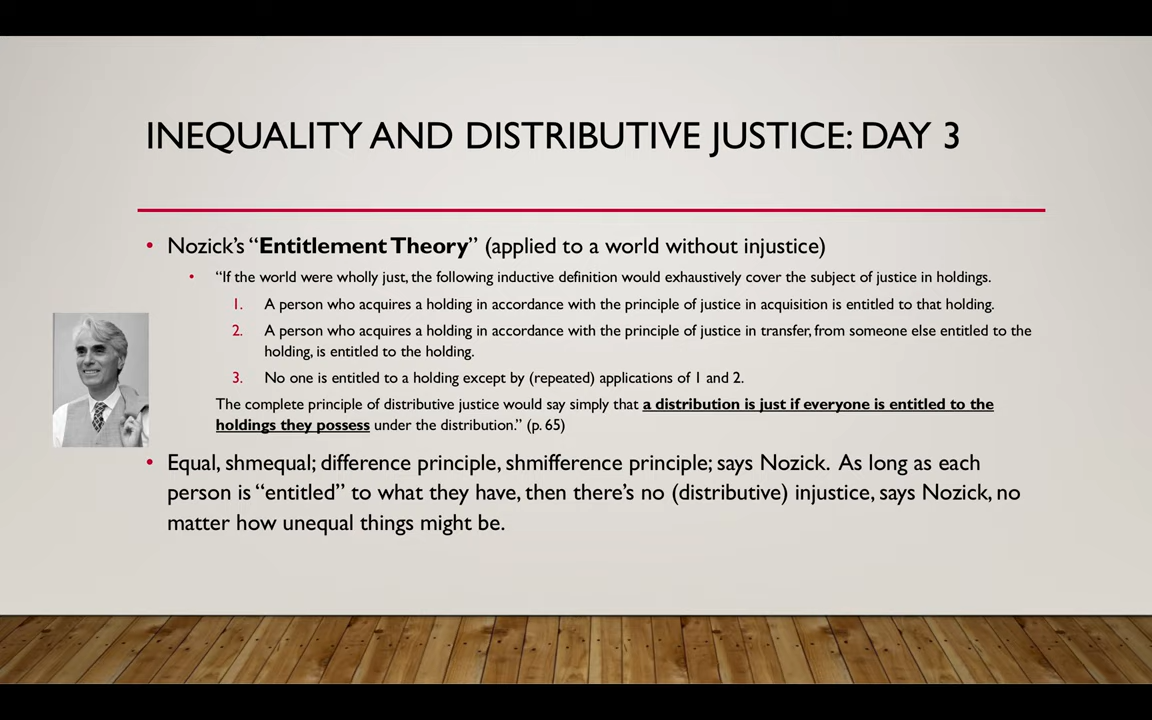 INEQUALITY AND DISTRIBUTIVE JUSTICE: DAY 3
• Nozick's “Entitlement Theory” (applied to a world without injustice)
• “If the world were wholly just, the following inductive definition would exhaustively cover the subject of justice in holdings.
1. A person who acquires a holding in accordance with the principle of justice in acquisition is entitled to that holding.
2. A person who acquires a holding in accordance with the principle of justice in transfer, from someone else entitled to the
holding, is entitled to the holding.
3. No one is entitled to a holding except by (repeated) applications of 1 and 2.
The complete principle of distributive justice would say simply that a distribution is just if everyone is entitled to the
holdings they possess under the distribution.” (p. 65)
• Equal, shmequal; difference principle, shmifference principle; says Nozick. As long as each
person is “entitled” to what they have, then there's no (distributive) injustice, says Nozick, no
matter how unequal things might be.